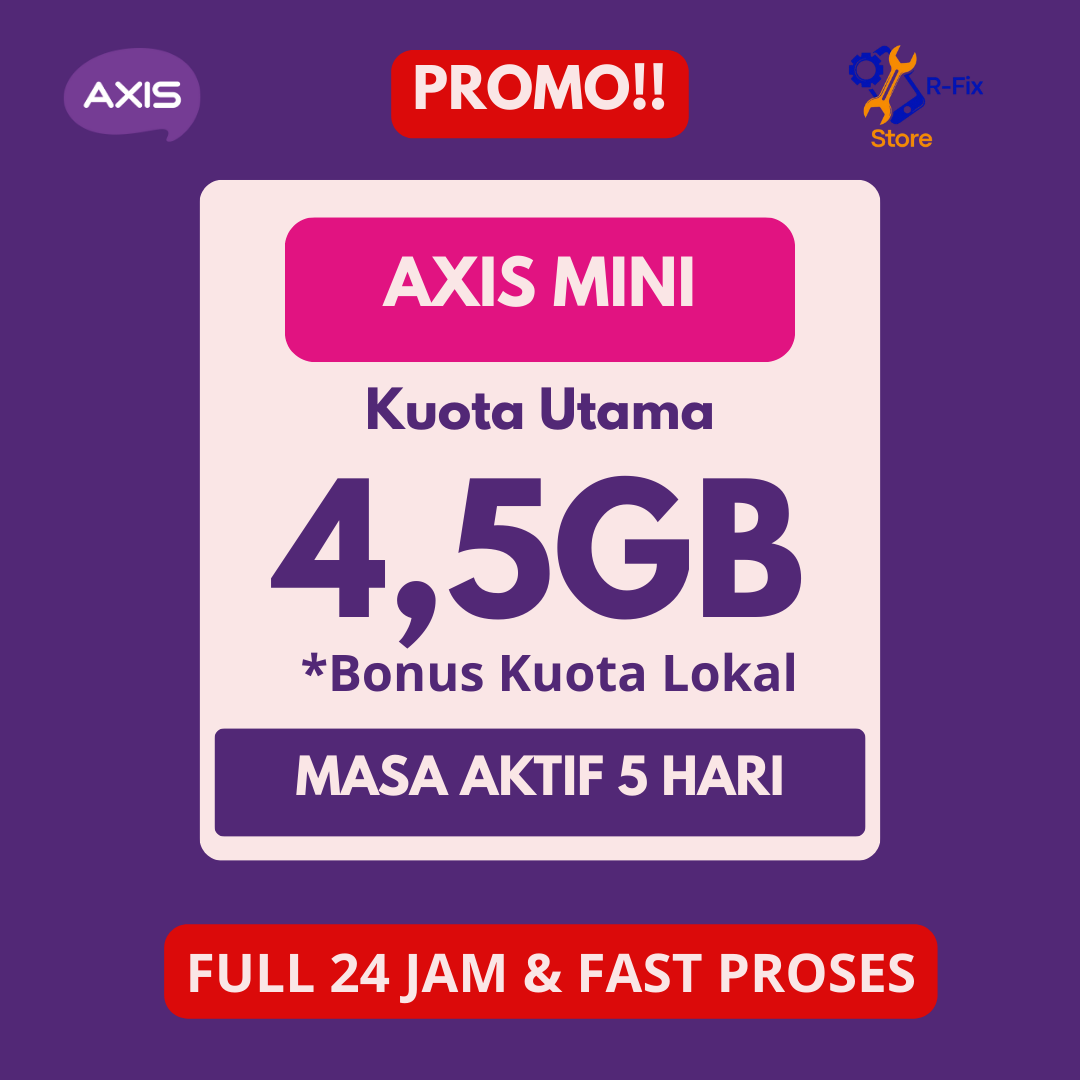 AXIS
PROMO!!
R-Fix
Store
AXIS MINI
Kuota Utama
4,5GB
*Bonus Kuota Lokal
MASA AKTIF 5 HARI
FULL 24 JAM & FAST PROSES